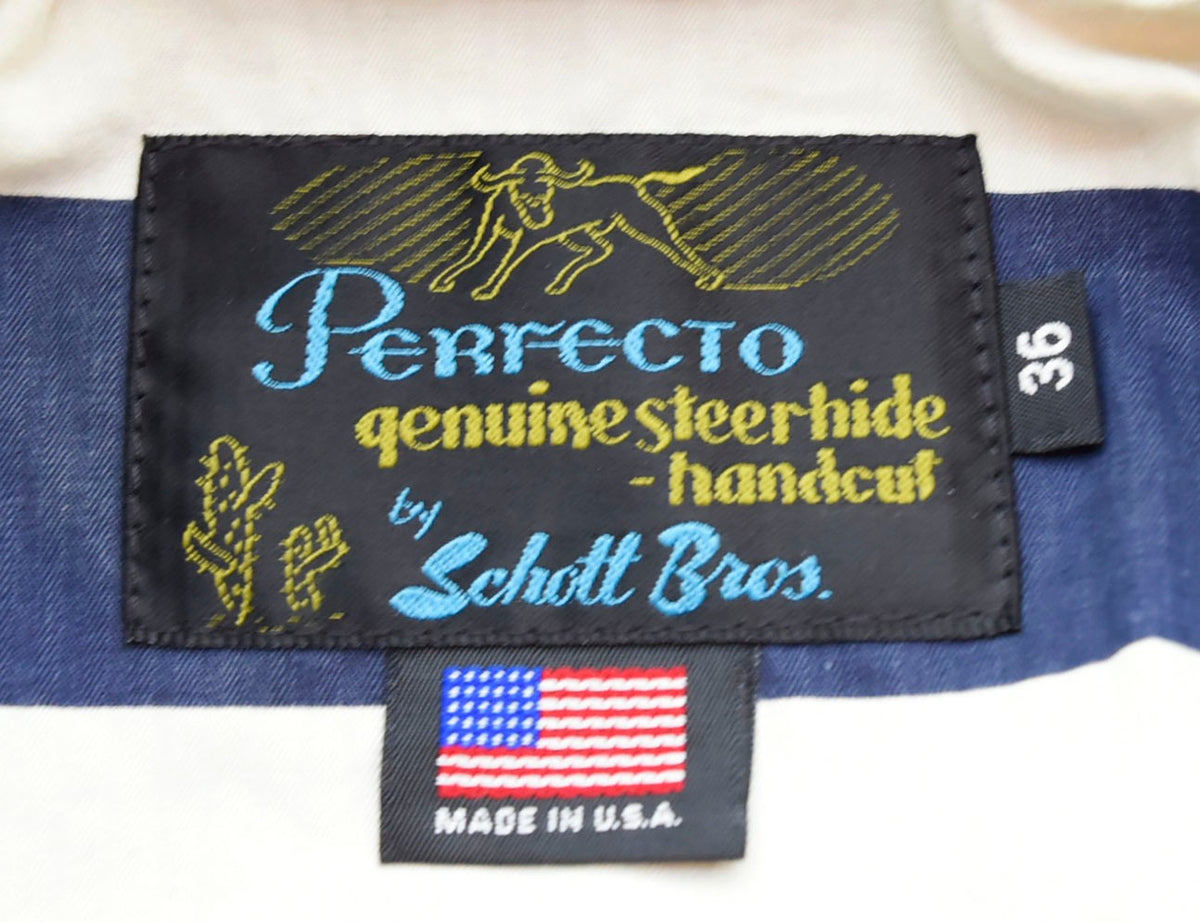 PERFECTO
genuine steerhide
- handcut
by
Schott Bros.
36
MADE IN U.S.A.